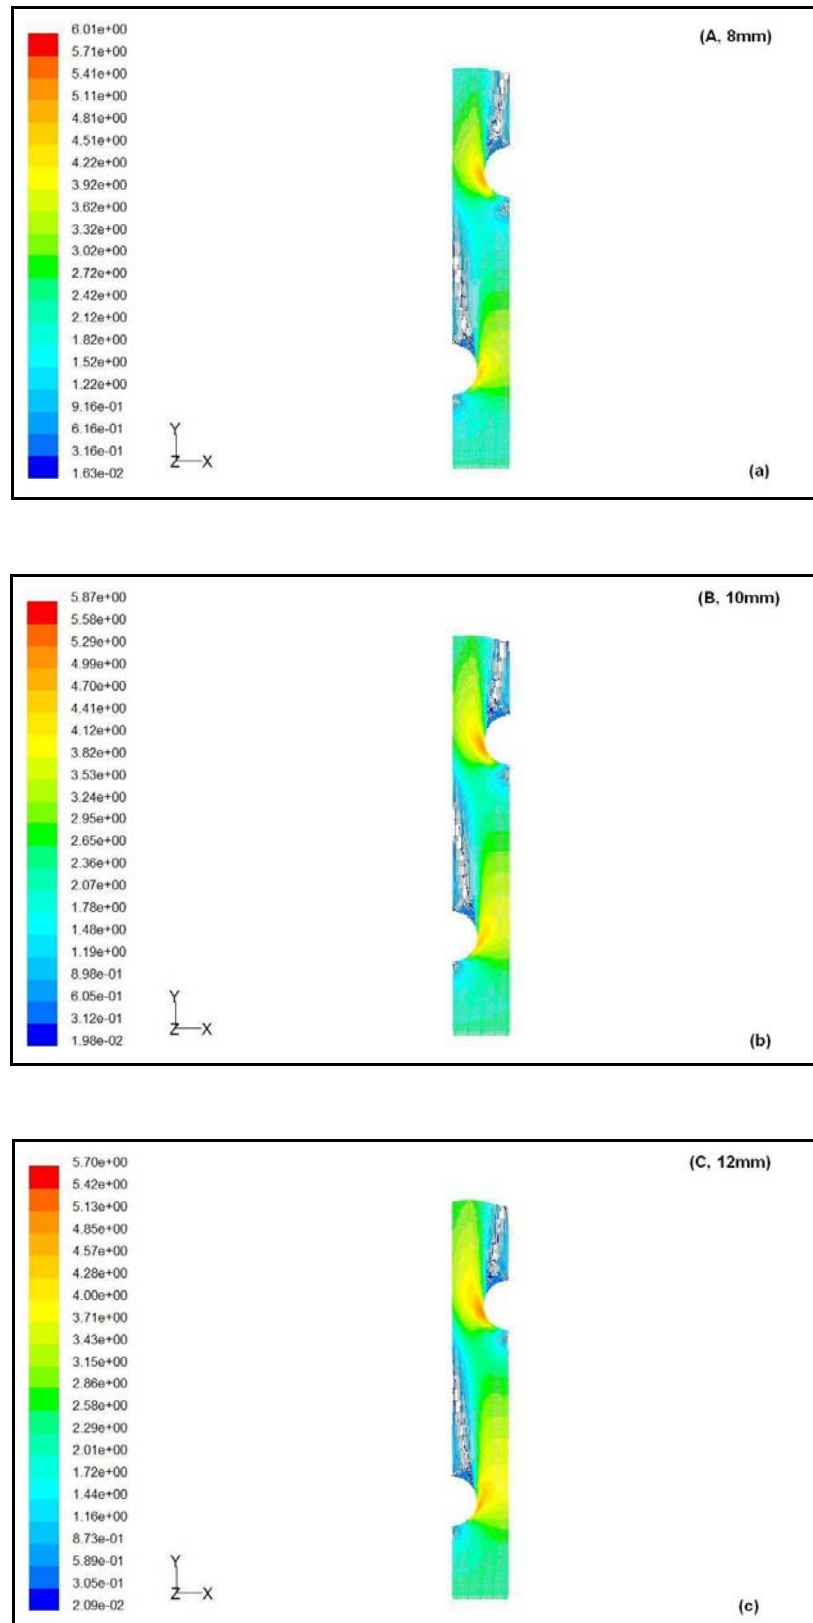 6.01e+00
(A, 8mm)
5.71e+00
5.41e+00
5.11e+00
4.81e+00
4.51e+00
4.22e+00
3.92e+00
3.62e+00
3.32e+00
3.02e+00
2.72e+00
2.42e+00
2.12e+00
1.82e+00
1.52e+00
1.22e+00
9.16e-01
6.16e-01
3.16e-01
1.63e-02
Y
Z X
(a)
5.87e+00
(B, 10mm)
5.58e+00
5.29e+00
4.99e+00
4.70e+00
4.41e+00
4.12e+00
3.82e+00
3.53e+00
3.24e+00
2.95e+00
2.65e+00
2.36e+00
2.07e+00
1.78e+00
1.48e+00
1.19e+00
8.98e-01
6.05e-01
3.12e-01
1.98e-02
Y
Z X
(b)
5.70e+00
(C, 12mm)
5.42e+00
5.13e+00
4.85e+00
4.57e+00
4.28e+00
4.00e+00
3.71e+00
3.43e+00
3.15e+00
2.86e+00
2.58e+00
2.29e+00
2.01e+00
1.72e+00
1.44e+00
1.16e+00
8.73e-01
5.89e-01
3.05e-01
2.09e-02
Y
Z X
(c)